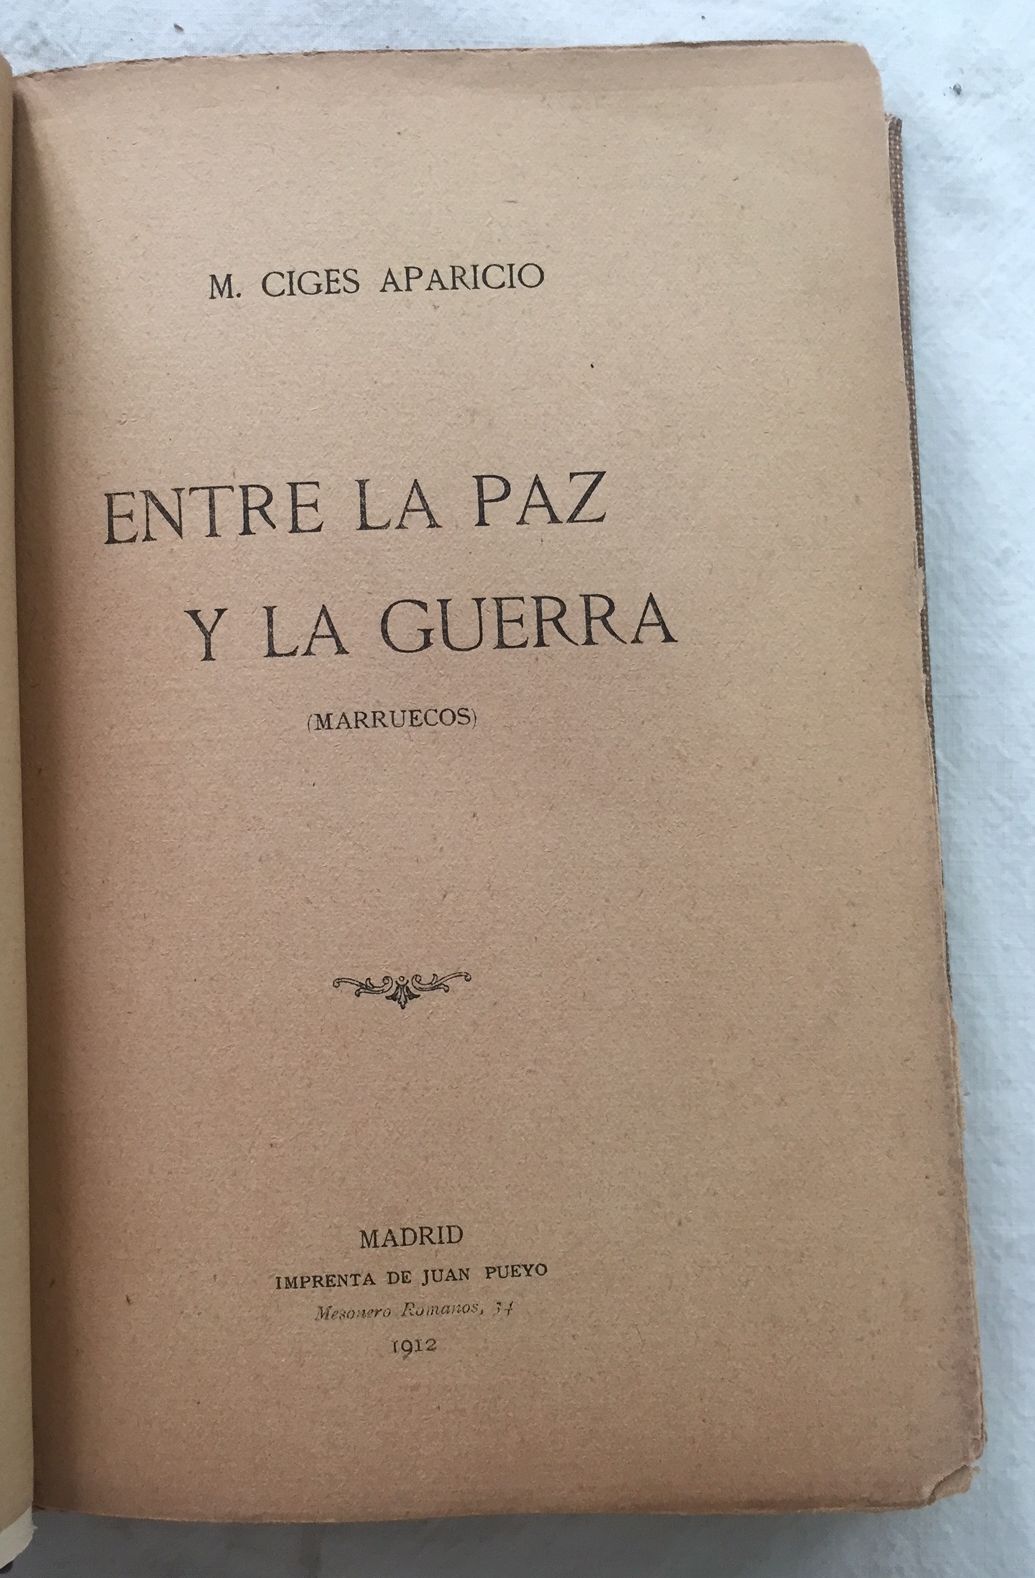 M. CIGES APARICIO
ENTRE LA PAZ
Y LA GUERRA
(MARRUECOS)
MADRID
IMPRENTA DE JUAN PUEYO
Mesonero Romanos, 34
1912